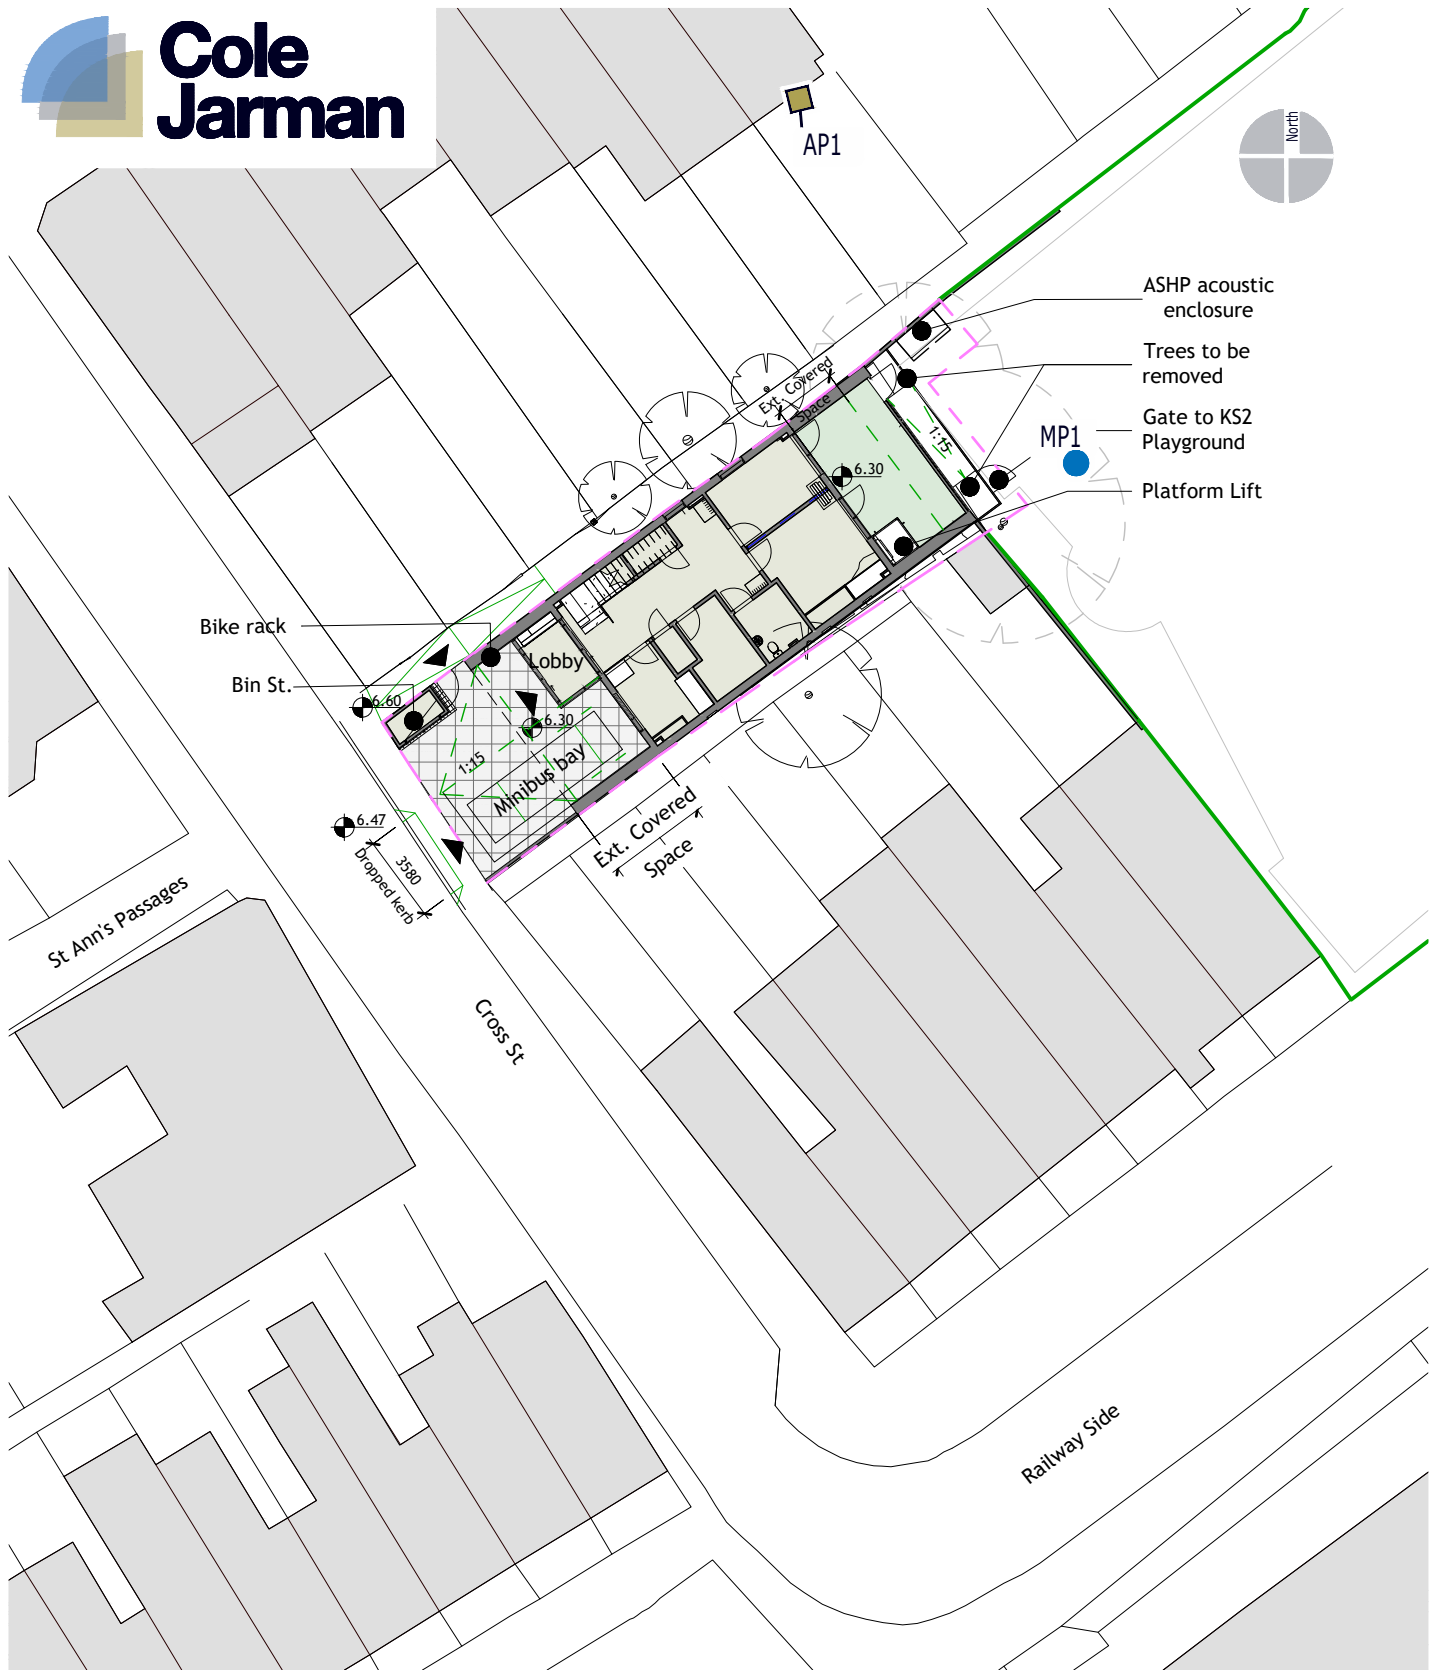 Cole
Jarman
AP1
North
ASHP acoustic
enclosure
Trees to be
removed
Gate to KS2
Playground
MP1
Platform Lift
Ext. Covered
Space
1:15
6.30
Bike rack
Lobby
Bin St.
6.60
6.30
1:15
Minibus bay
Ext. Covered
Space
6.47
3580
Dropped kerb
St Ann's Passages
Cross St
Railway Side